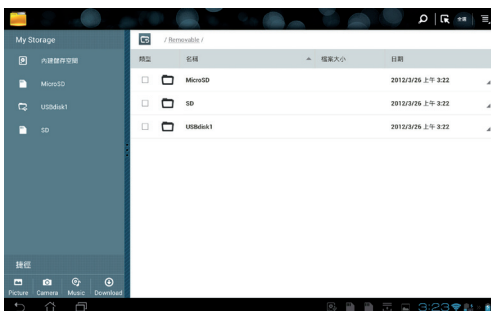 全選
My Storage
/ Removable /
內建儲存空間
MicroSD
USBdisk1
SD
類型 名稱 檔案大小 日期
MicroSD 2012/3/26 上午 3:22
SD 2012/3/26 上午 3:22
USBdisk1 2012/3/26 上午 3:22
捷徑
Picture Camera Music Download
3:23